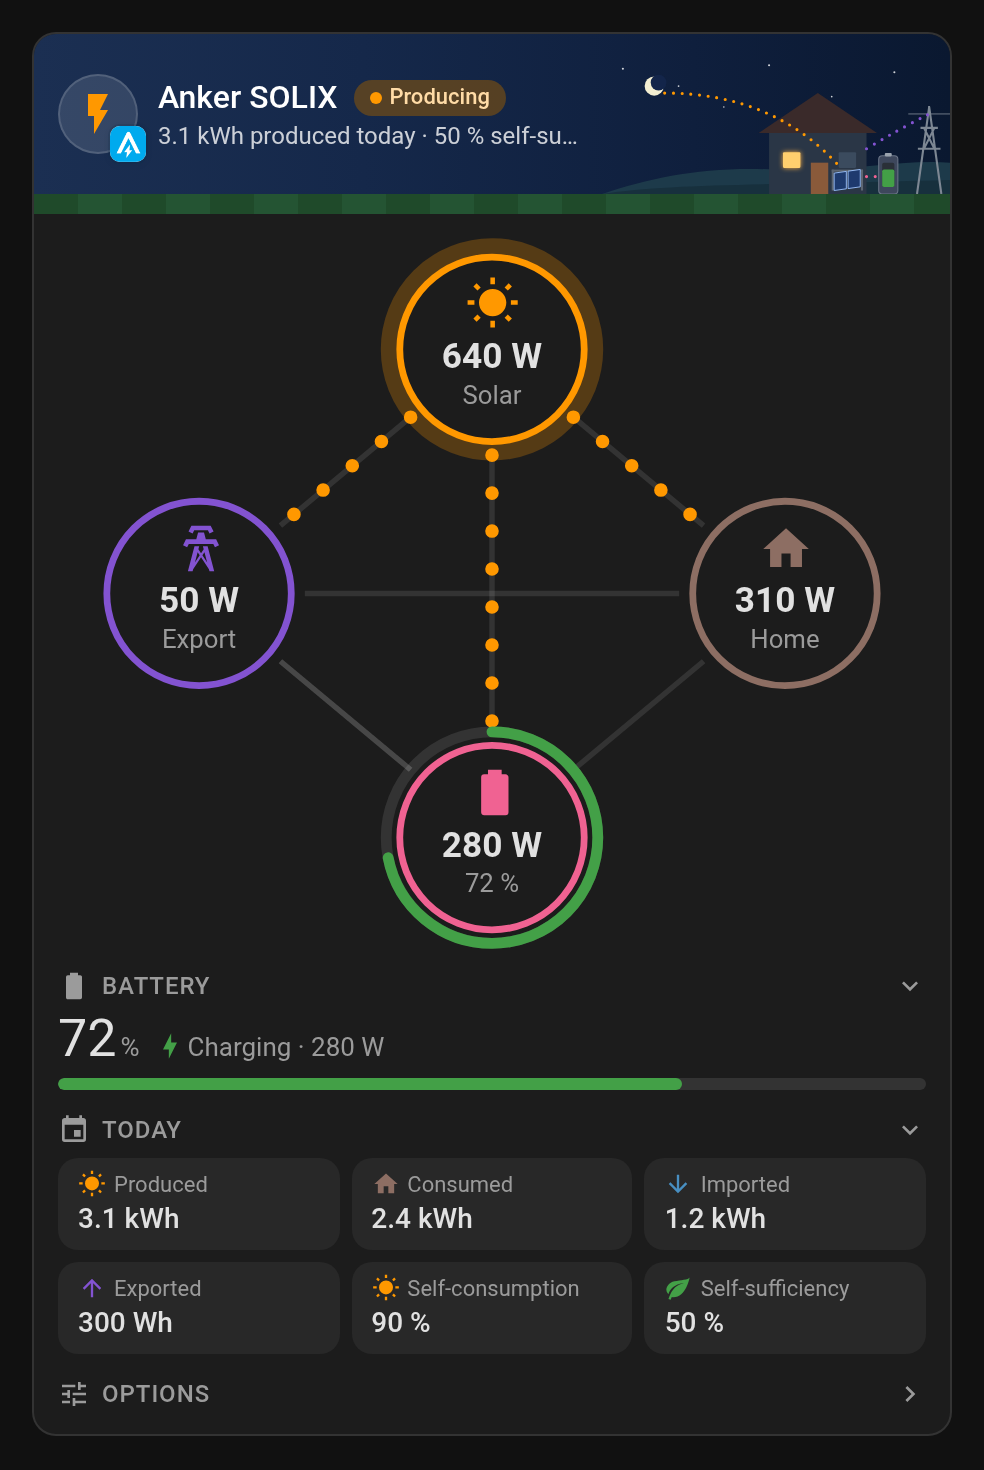 Anker SOLIX
Producing
3.1 kWh produced today · 50 % self-su...
640 W
Solar
50 W
Export
310 W
Home
280 W
72 %
BATTERY
72 %
Charging · 280 W
TODAY
Produced
3.1 kWh
Consumed
2.4 kWh
Imported
1.2 kWh
Exported
300 Wh
Self-consumption
90 %
Self-sufficiency
50 %
OPTIONS